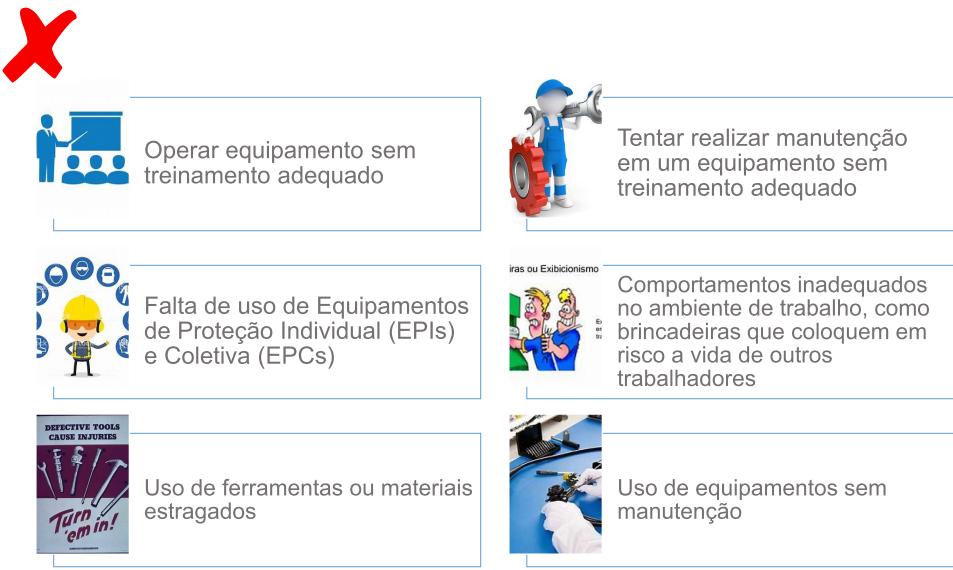 Operar equipamento sem
treinamento adequado
Tentar realizar manutenção
em um equipamento sem
treinamento adequado
Falta de uso de Equipamentos
de Proteção Individual (EPIs)
e Coletiva (EPCs)
iras ou Exibicionismo
Comportamentos inadequados
no ambiente de trabalho, como
brincadeiras que coloquem em
risco a vida de outros
trabalhadores
DEFECTIVE TOOLS
CAUSE INJURIES
Turn
'em in!
Uso de ferramentas ou materiais
estragados
Uso de equipamentos sem
manutenção